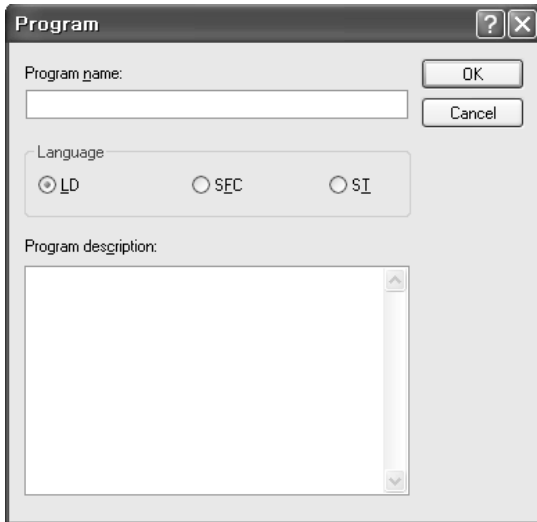 Program
Program name:
OK
Cancel
Language
LD
SFC
ST
Program description: